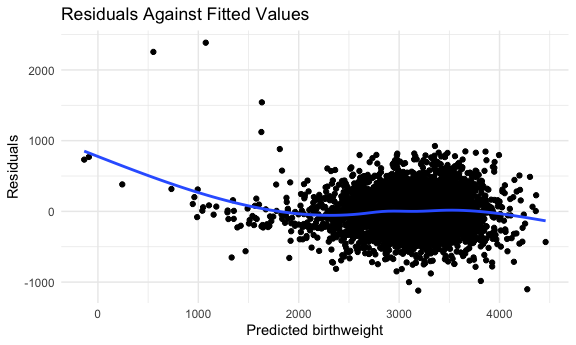 Residuals Against Fitted Values
2000
1000
0
-1000
Residuals
0 1000 2000 3000 4000
Predicted birthweight